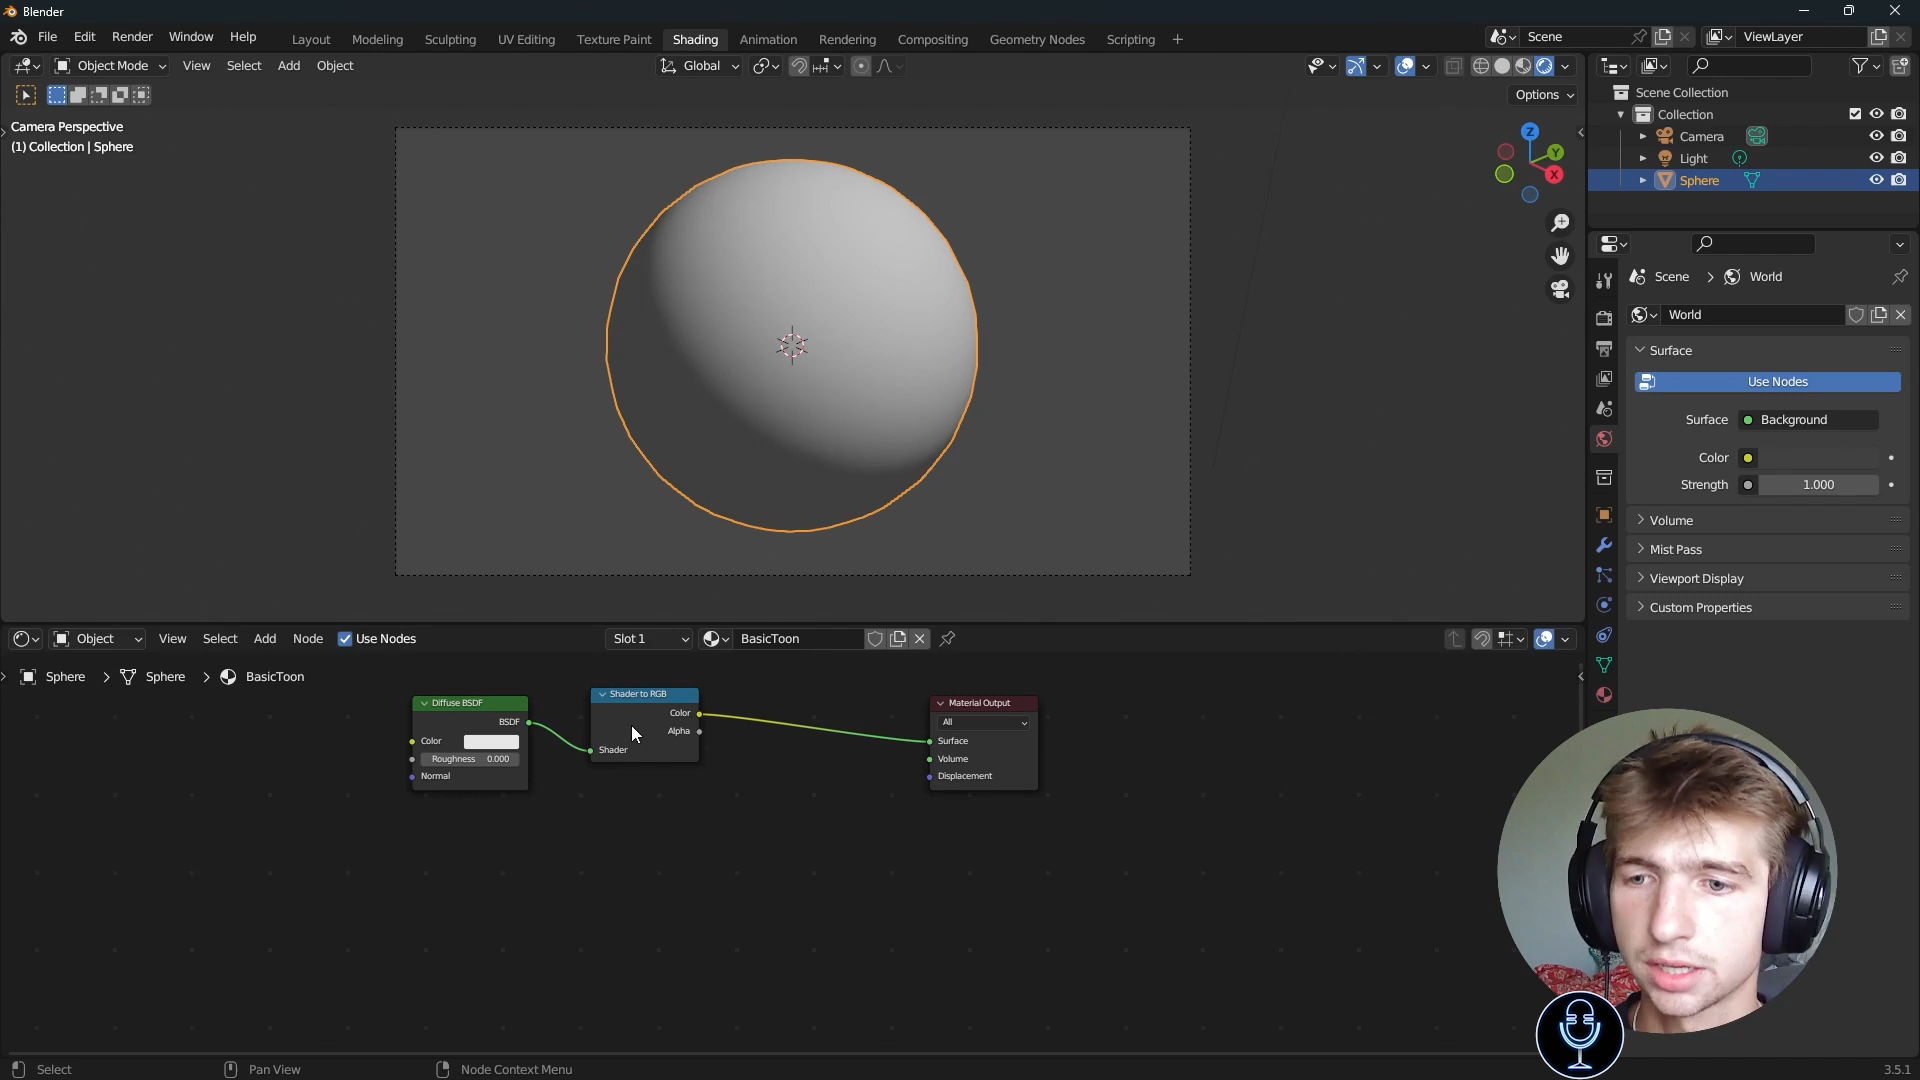 Blender
File Edit Render Window Help
Layout Modeling Sculpting UV Editing Texture Paint Shading Animation Rendering Compositing Geometry Nodes Scripting +
Scene
ViewLayer
Object Mode View Select Add Object
Global
Options
Camera Perspective
(1) Collection | Sphere
Z
Y
X
Scene Collection
Collection
Camera
Light
Sphere
Scene > World
World
Surface
Use Nodes
Surface Background
Color
Strength 1.000
Volume
Mist Pass
Viewport Display
Custom Properties
Object View Select Add Node Use Nodes
Slot 1
BasicToon
Sphere > Sphere > BasicToon
Diffuse BSDF
BSDF
Color
Roughness 0.000
Normal
Shader to RGB
Color
Alpha
Shader
Material Output
All
Surface
Volume
Displacement
Select
Pan View
Node Context Menu
3.5.1